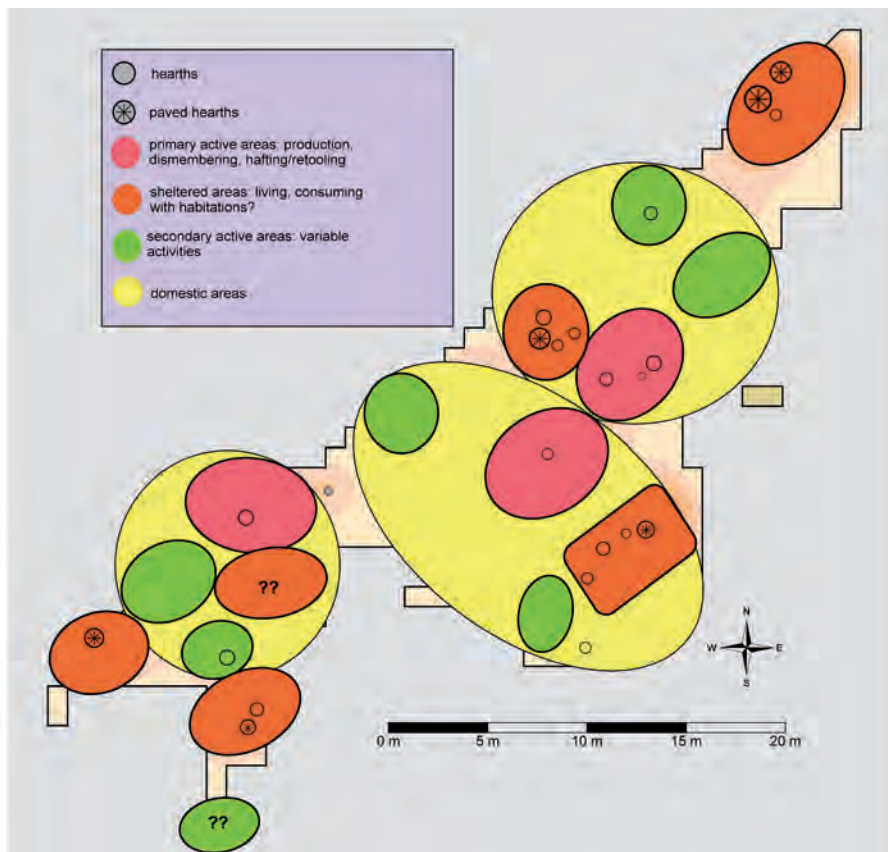 hearths
paved hearths
primary active areas: production,
dismembering, hafting/retooling
sheltered areas: living, consuming
with habitations?
secondary active areas: variable
activities
domestic areas
??
??
N
W E
S
0 m 5 m 10 m 15 m 20 m